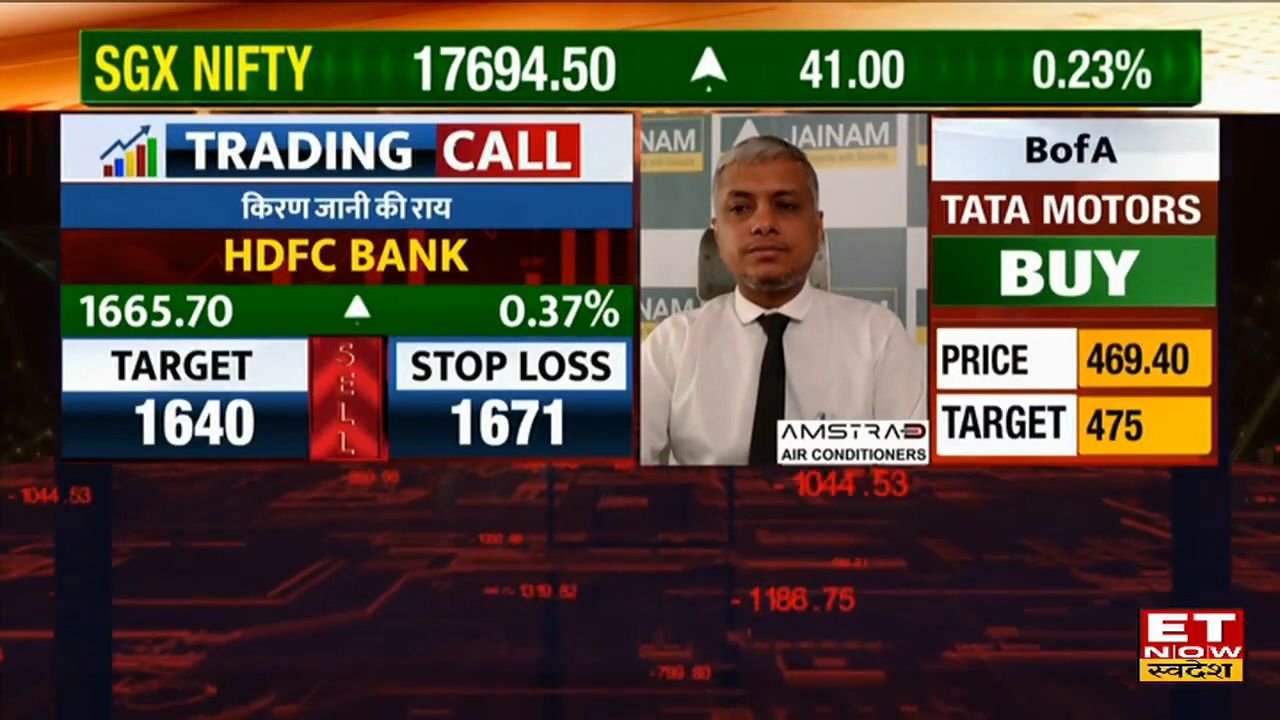 SGX NIFTY 17694.50 41.00 0.23%
TRADING CALL
किरण जानी की राय
HDFC BANK
1665.70 0.37%
TARGET
1640
SELL
STOP LOSS
1671
JAINAM
AMSTRAD
AIR CONDITIONERS
BofA
TATA MOTORS
BUY
PRICE 469.40
TARGET 475
- 1044.53
- 1044.53
- 1186.75
ET
NOW
स्वदेश